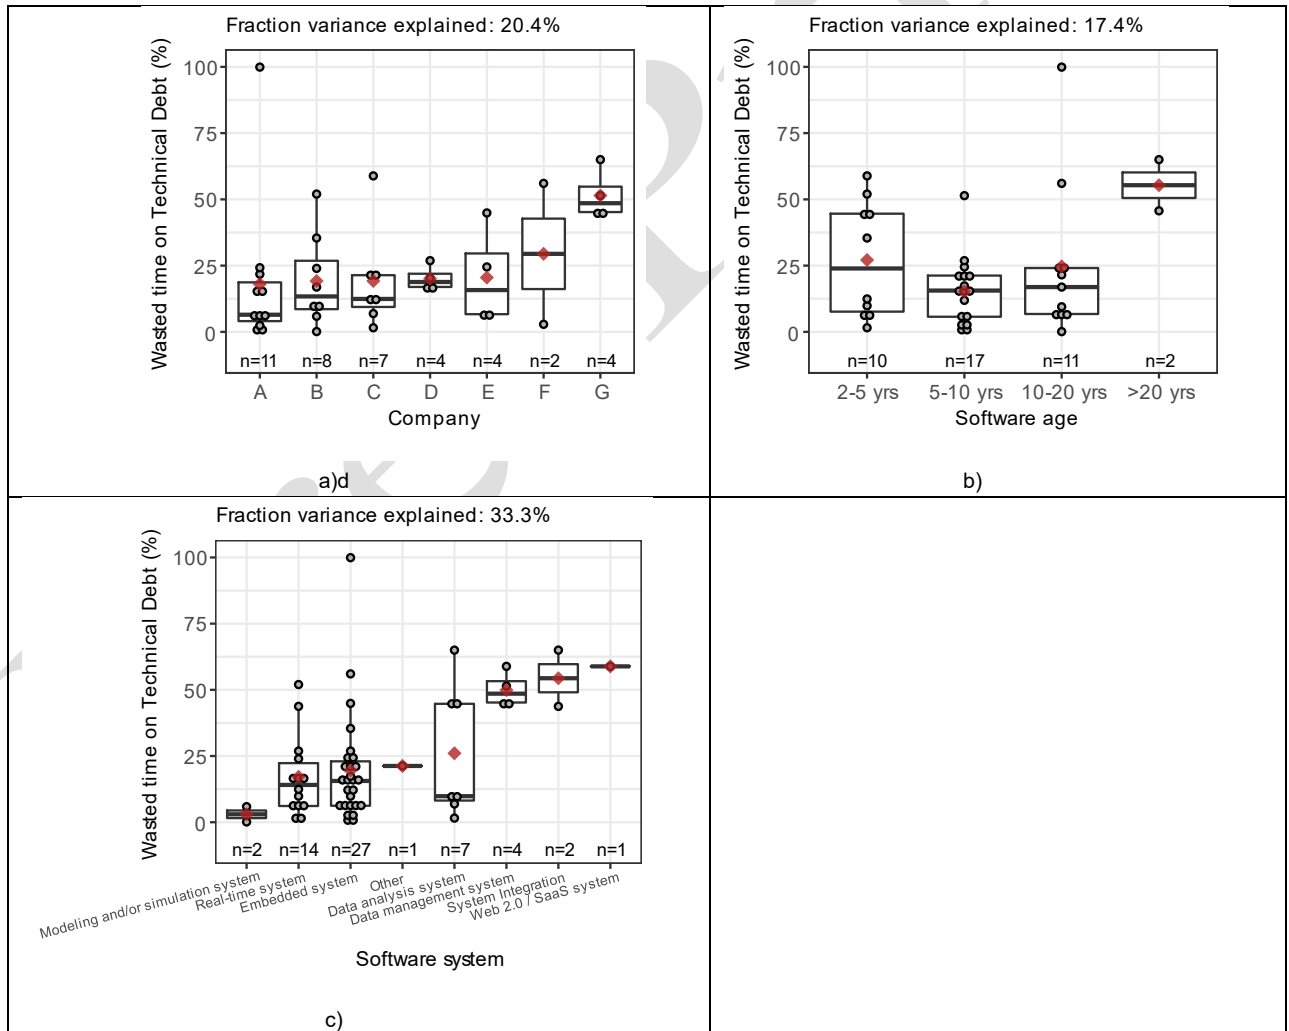 Fraction variance explained: 20.4%
Wasted time on Technical Debt (%)
100
75
50
25
0
n=11 n=8 n=7 n=4 n=4 n=2 n=4
A B C D E F G
Company
a)d
Fraction variance explained: 17.4%
Wasted time on Technical Debt (%)
100
75
50
25
0
n=10 n=17 n=11 n=2
2-5 yrs 5-10 yrs 10-20 yrs >20 yrs
Software age
b)
Fraction variance explained: 33.3%
Wasted time on Technical Debt (%)
100
75
50
25
0
n=2 n=14 n=27 n=1 n=7 n=4 n=2 n=1
Modeling and/or simulation system
Real-time system
Embedded system
Other
Data analysis system
Data management system
System Integration
Web 2.0 / SaaS system
Software system
c)